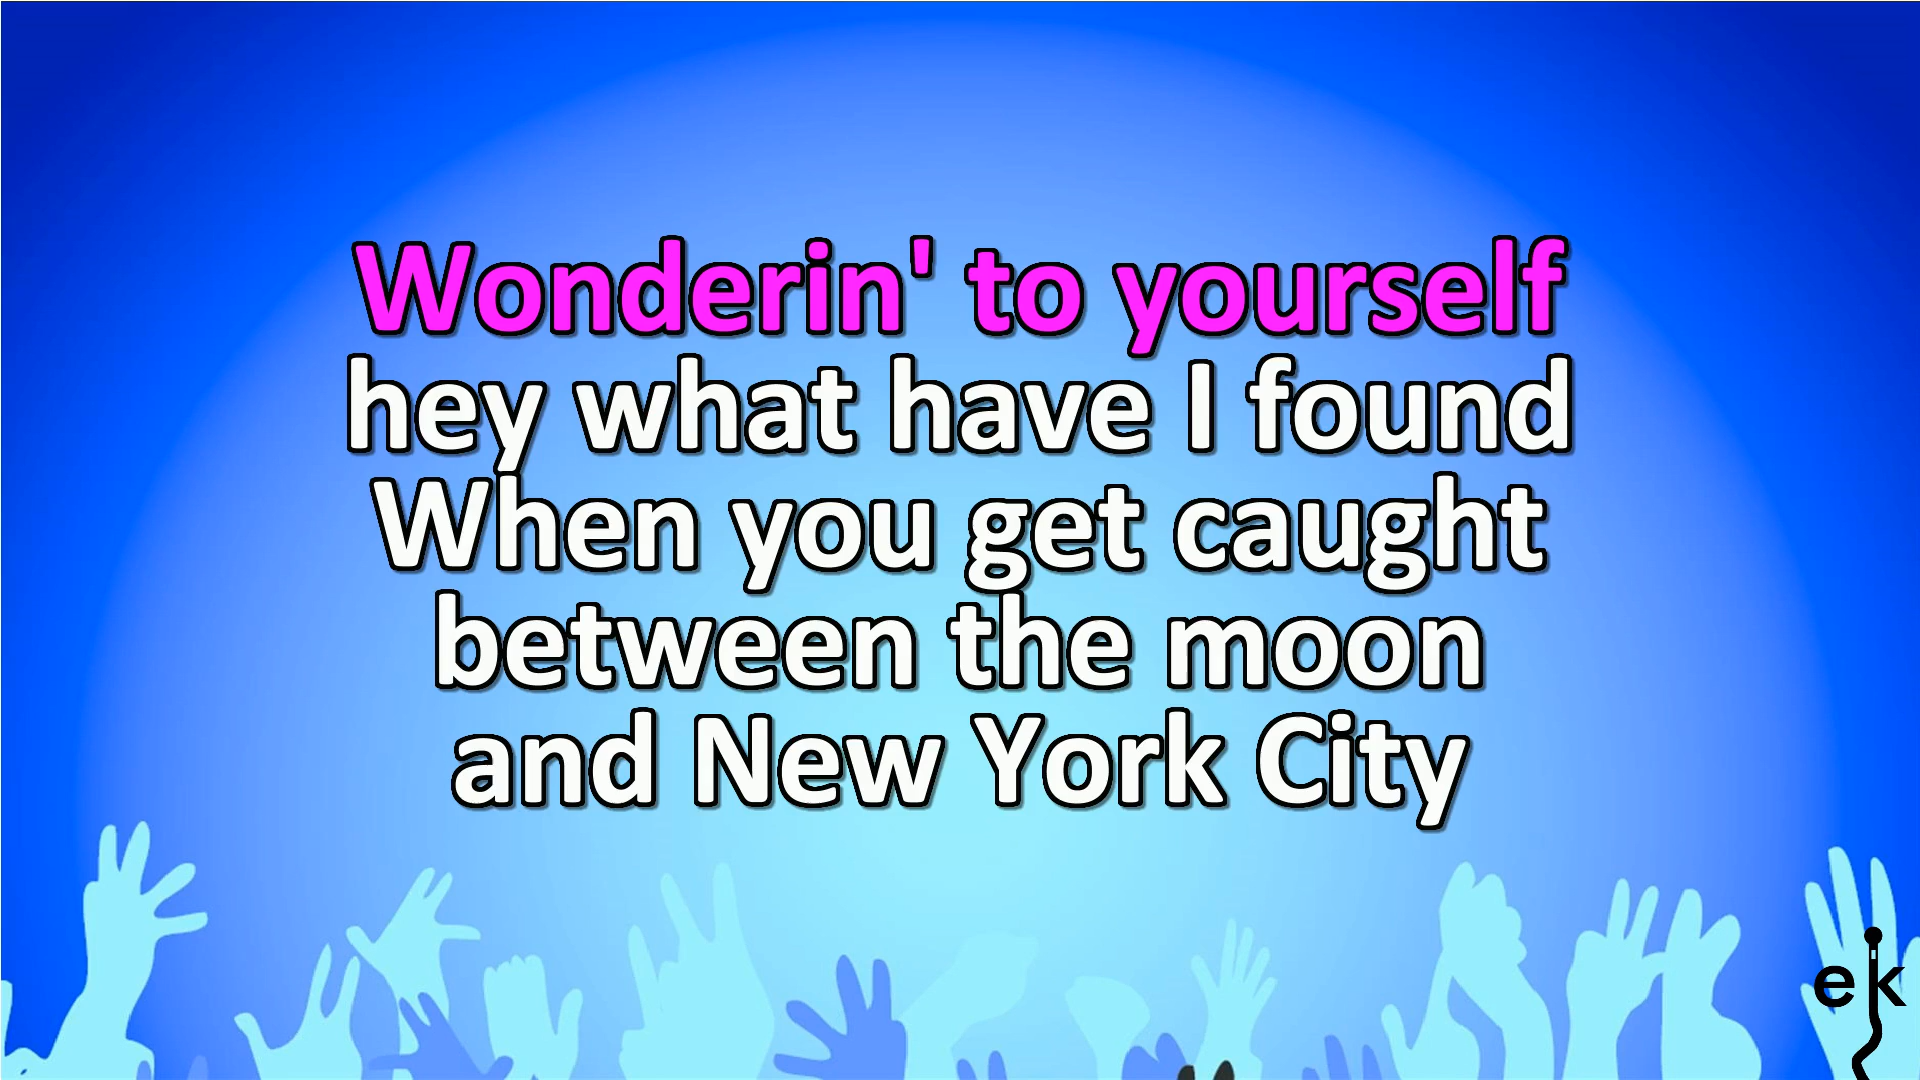 Wonderin' to yourself
hey what have I found
When you get caught
between the moon
and New York City
ek